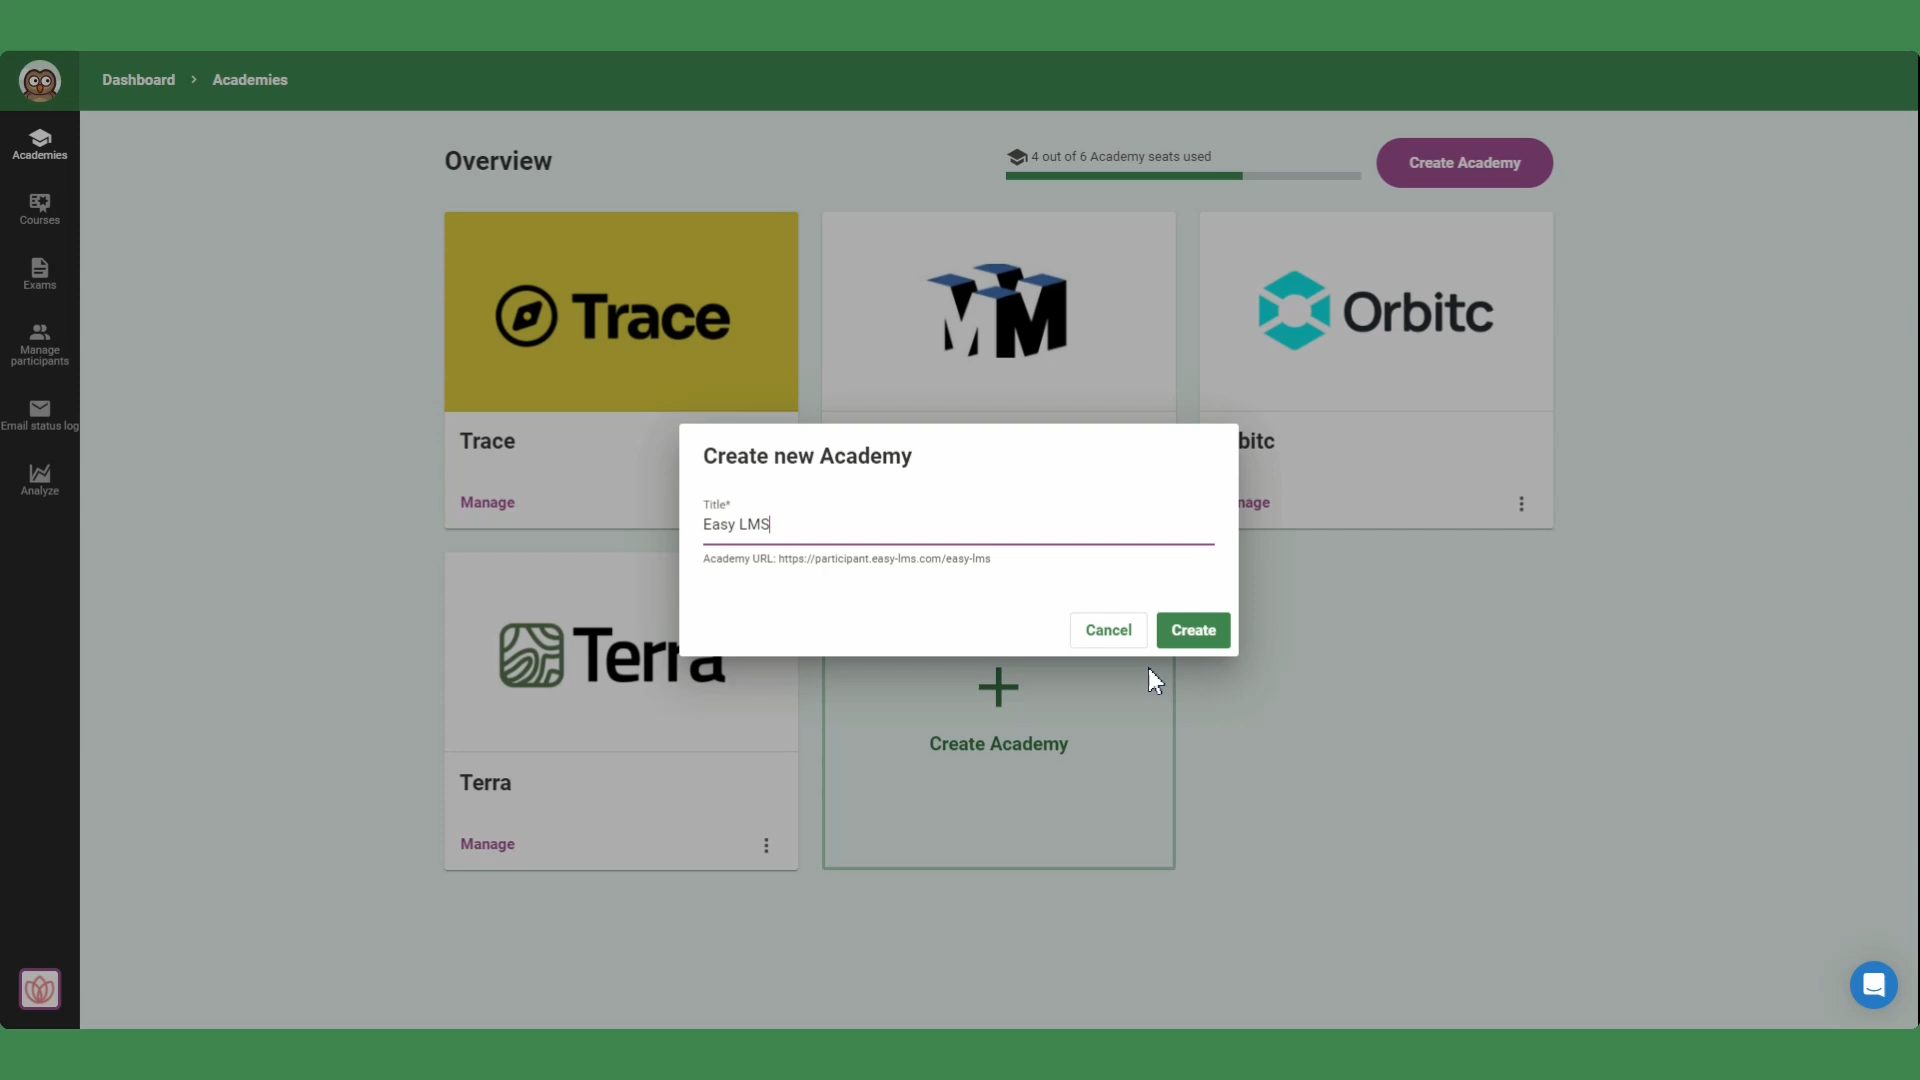 Dashboard > Academies
Academies
Courses
Exams
Manage
participants
Email status log
Analyze
Overview
4 out of 6 Academy seats used
Create Academy
Trace
M
Orbitc
Trace
Manage
bitc
nage
Create new Academy
Title*
Easy LMS
Academy URL: https://participant.easy-lms.com/easy-lms
Cancel
Create
Terra
Terra
Manage
Create Academy